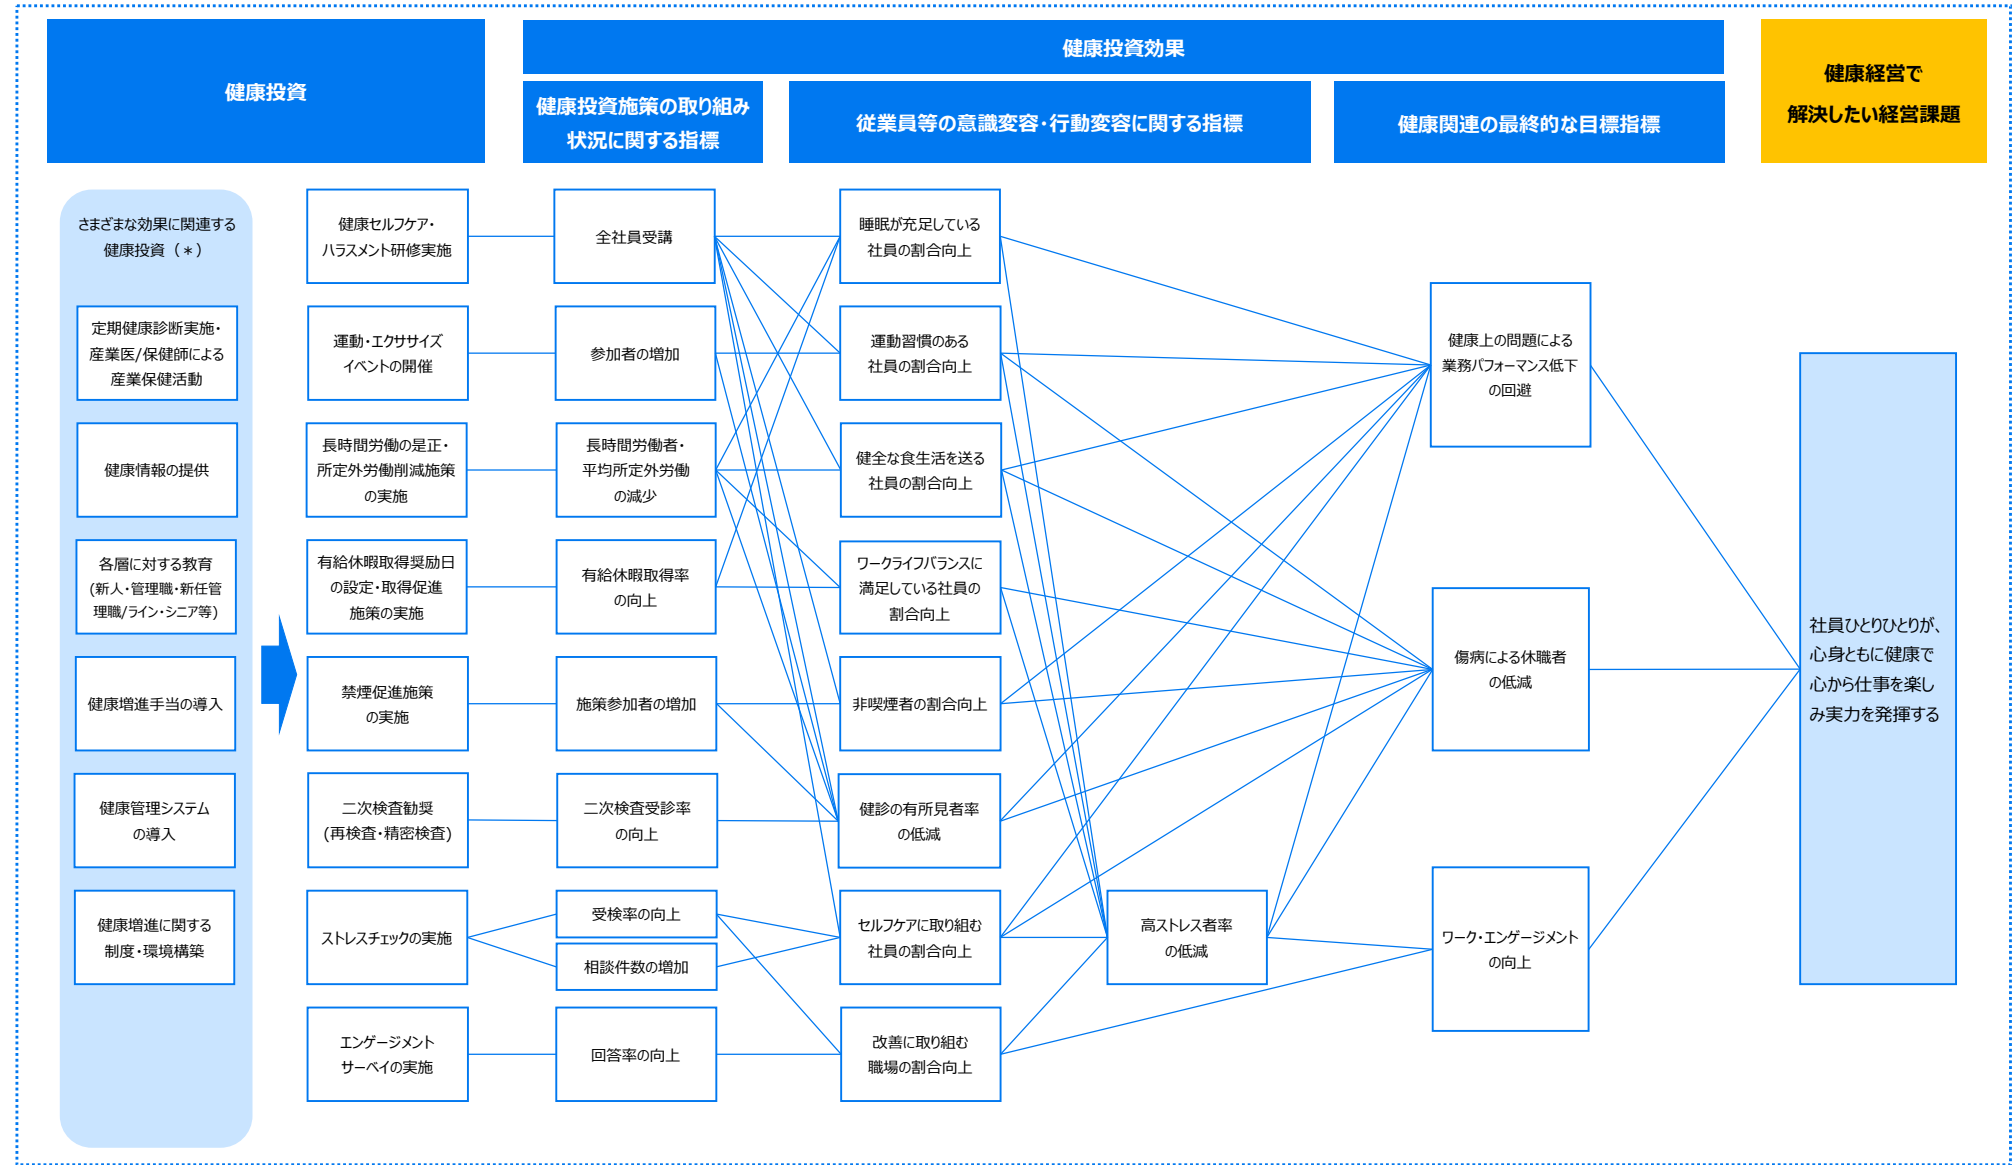 健康投資
健康投資効果
健康投資施策の取り組み
状況に関する指標
従業員等の意識変容・行動変容に関する指標
健康関連の最終的な目標指標
健康経営で
解決したい経営課題
さまざまな効果に関連する
健康投資（＊）
定期健康診断実施・
産業医/保健師による
産業保健活動
健康情報の提供
各層に対する教育
(新人・管理職・新任管
理職/ライン・シニア等)
健康増進手当の導入
健康管理システム
の導入
健康増進に関する
制度・環境構築
健康セルフケア・
ハラスメント研修実施
運動・エクササイズ
イベントの開催
長時間労働の是正・
所定外労働削減施策
の実施
有給休暇取得奨励日
の設定・取得促進
施策の実施
禁煙促進施策
の実施
二次検査勧奨
(再検査・精密検査)
ストレスチェックの実施
エンゲージメント
サーベイの実施
全社員受講
参加者の増加
長時間労働者・
平均所定外労働
の減少
有給休暇取得率
の向上
施策参加者の増加
二次検査受診率
の向上
受検率の向上
相談件数の増加
回答率の向上
睡眠が充足している
社員の割合向上
運動習慣のある
社員の割合向上
健全な食生活を送る
社員の割合向上
ワークライフバランスに
満足している社員の
割合向上
非喫煙者の割合向上
健診の有所見者率
の低減
セルフケアに取り組む
社員の割合向上
改善に取り組む
職場の割合向上
高ストレス者率
の低減
健康上の問題による
業務パフォーマンス低下
の回避
傷病による休職者
の低減
ワーク・エンゲージメント
の向上
社員ひとりひとりが、
心身ともに健康で
心から仕事を楽し
み実力を発揮する